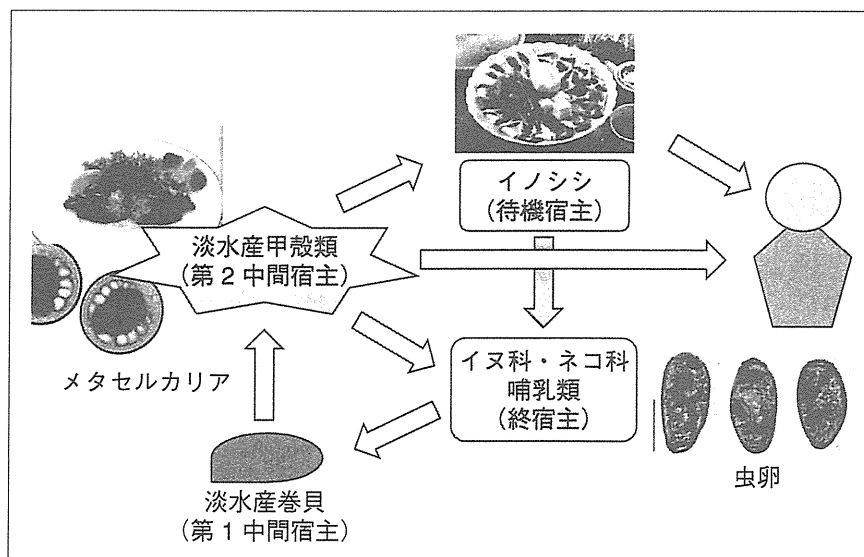 イノシシ
(待機宿主)
淡水産甲殻類
(第2中間宿主)
メタセルカリア
イヌ科・ネコ科
哺乳類
(終宿主)
虫卵
淡水産巻貝
(第1中間宿主)